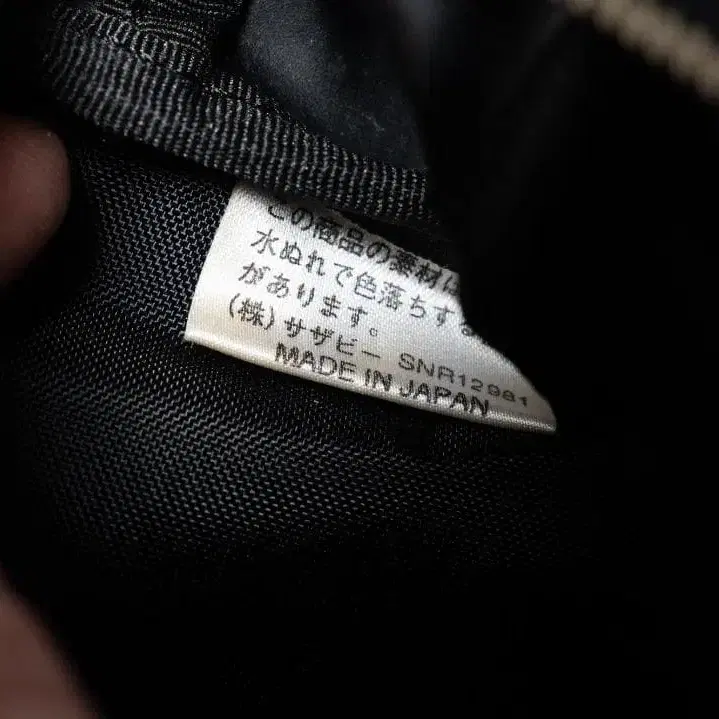 この商品の素材は
水ぬれで色落ちする
があります。
(株)サザビー SNR12981
MADE IN JAPAN